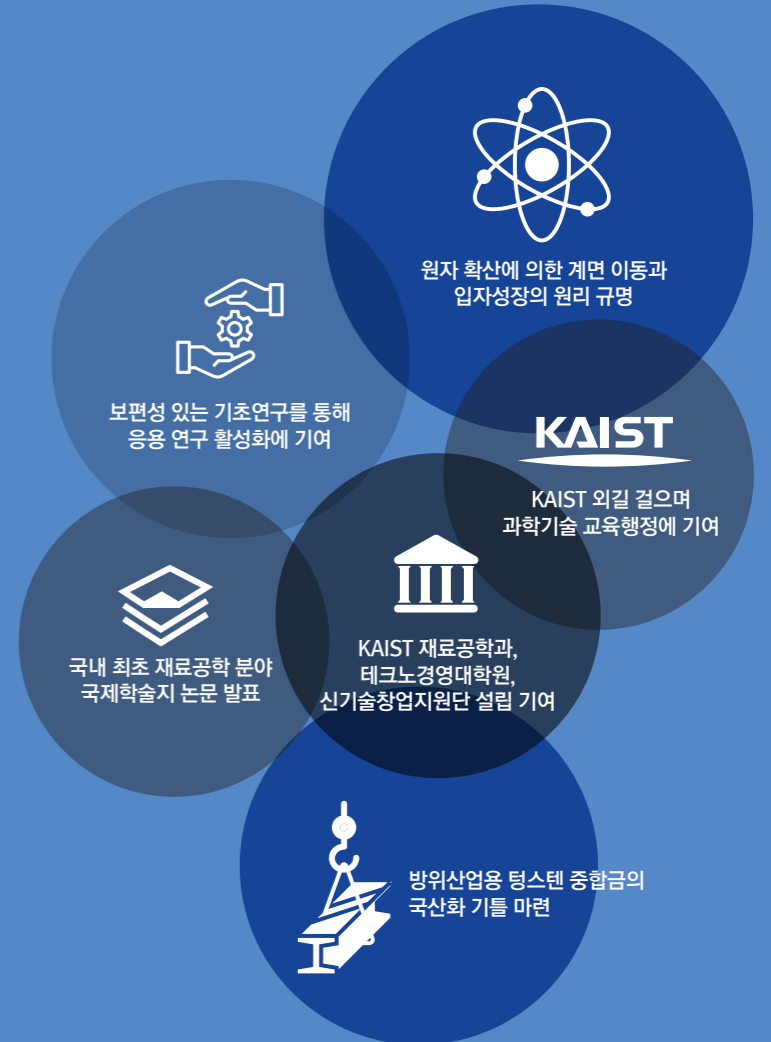 원자 확산에 의한 계면 이동과
입자성장의 원리 규명
보편성 있는 기초연구를 통해
응용 연구 활성화에 기여
KAIST
KAIST 외길 걸으며
과학기술 교육행정에 기여
국내 최초 재료공학 분야
국제학술지 논문 발표
KAIST 재료공학과,
테크노경영대학원,
신기술창업지원단 설립 기여
방위산업용 텅스텐 중합금의
국산화 기틀 마련